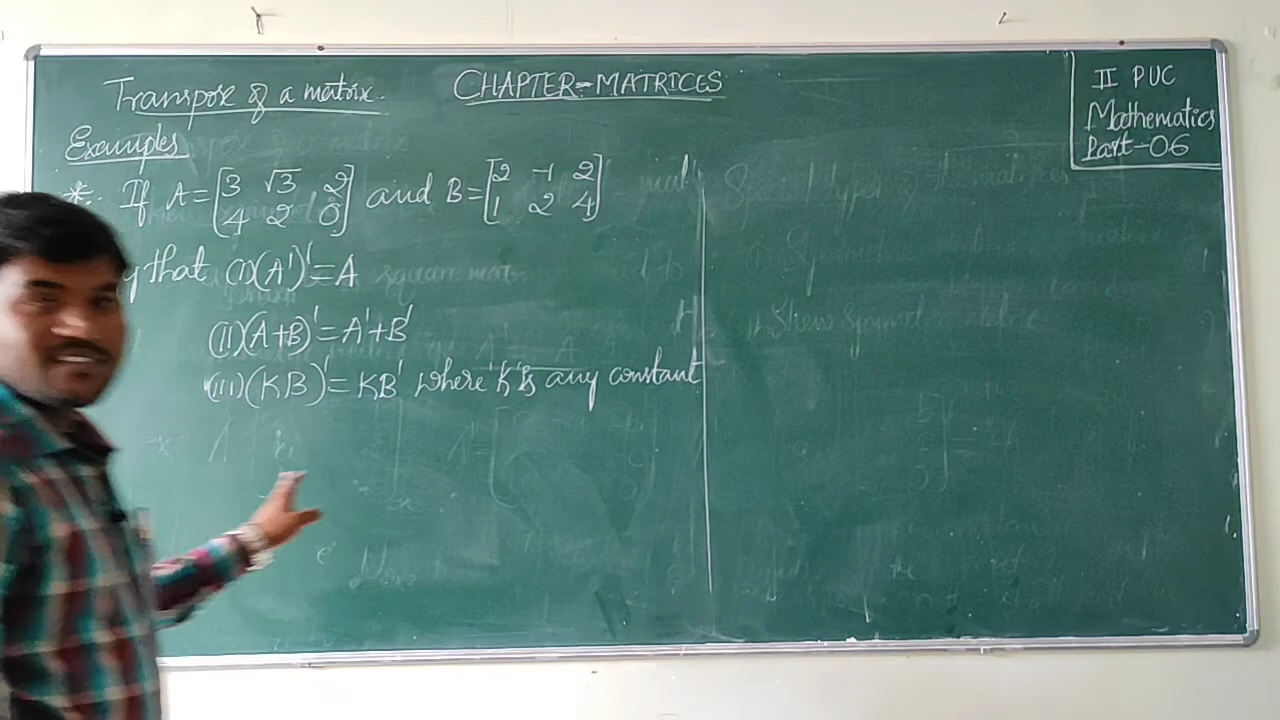 Transpose of a matrix.
CHAPTER-MATRICES
II PUC
Mathematics
Part-06
Examples
*. If A=[3 √3 2
4 2 0] and B=[2 -1 2
1 2 4]
y that (i)(A')'=A
(ii)(A+B)'=A'+B'
(iii)(KB)'=KB' where 'K' is any constant